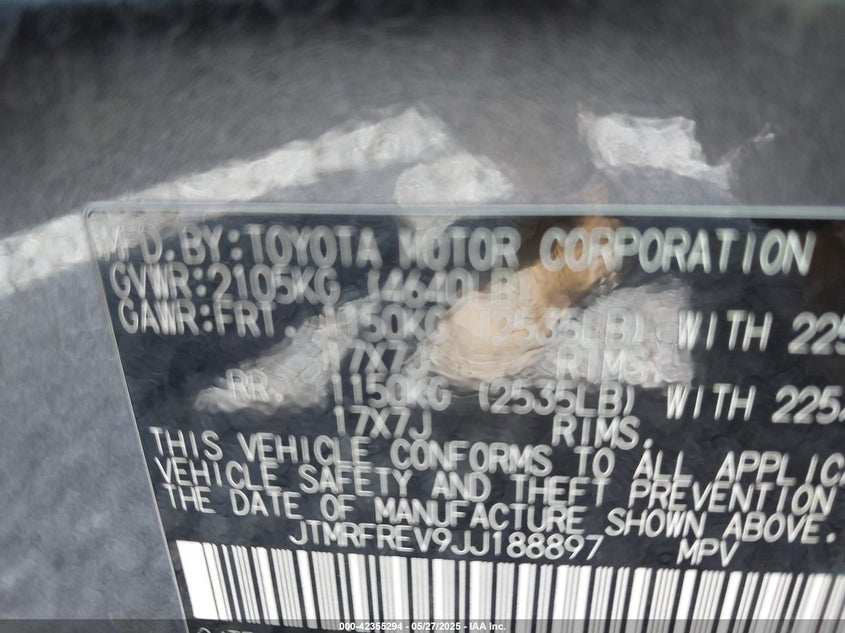 MFD.BY:TOYOTA MOTOR CORPORATION
GVWR:2105KG (4640LB)
GAWR:FRT. 1150KG (2535LB) WITH 225
17X7J RIMS.
RR. 1150KG (2535LB) WITH 225
17X7J RIMS.
THIS VEHICLE CONFORMS TO ALL APPLIC
VEHICLE SAFETY AND THEFT PREVENTION
THE DATE OF MANUFACTURE SHOWN ABOVE.
JTMRFREV9JJ188897 MPV
000-42355294 - 05/27/2025 - IAA Inc.